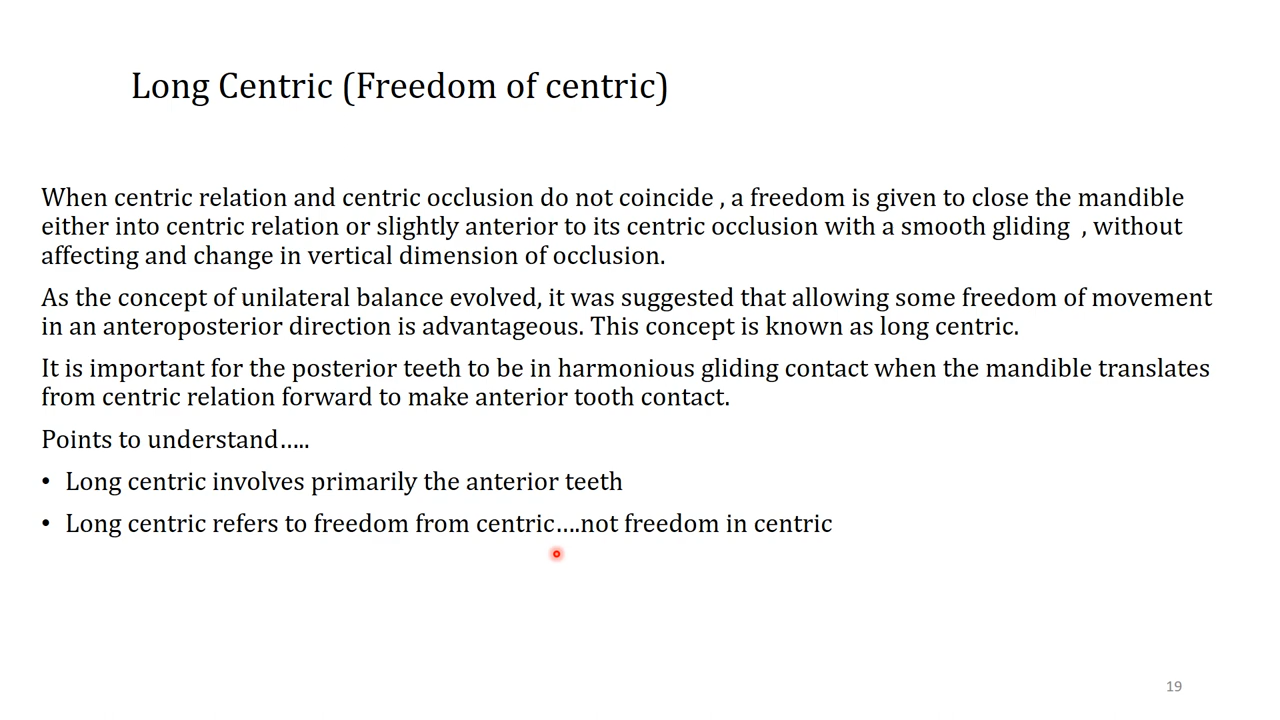 Long Centric (Freedom of centric)
When centric relation and centric occlusion do not coincide , a freedom is given to close the mandible
either into centric relation or slightly anterior to its centric occlusion with a smooth gliding  , without
affecting and change in vertical dimension of occlusion.
As the concept of unilateral balance evolved, it was suggested that allowing some freedom of movement
in an anteroposterior direction is advantageous. This concept is known as long centric.
It is important for the posterior teeth to be in harmonious gliding contact when the mandible translates
from centric relation forward to make anterior tooth contact.
Points to understand…..
• Long centric involves primarily the anterior teeth
• Long centric refers to freedom from centric….not freedom in centric
19